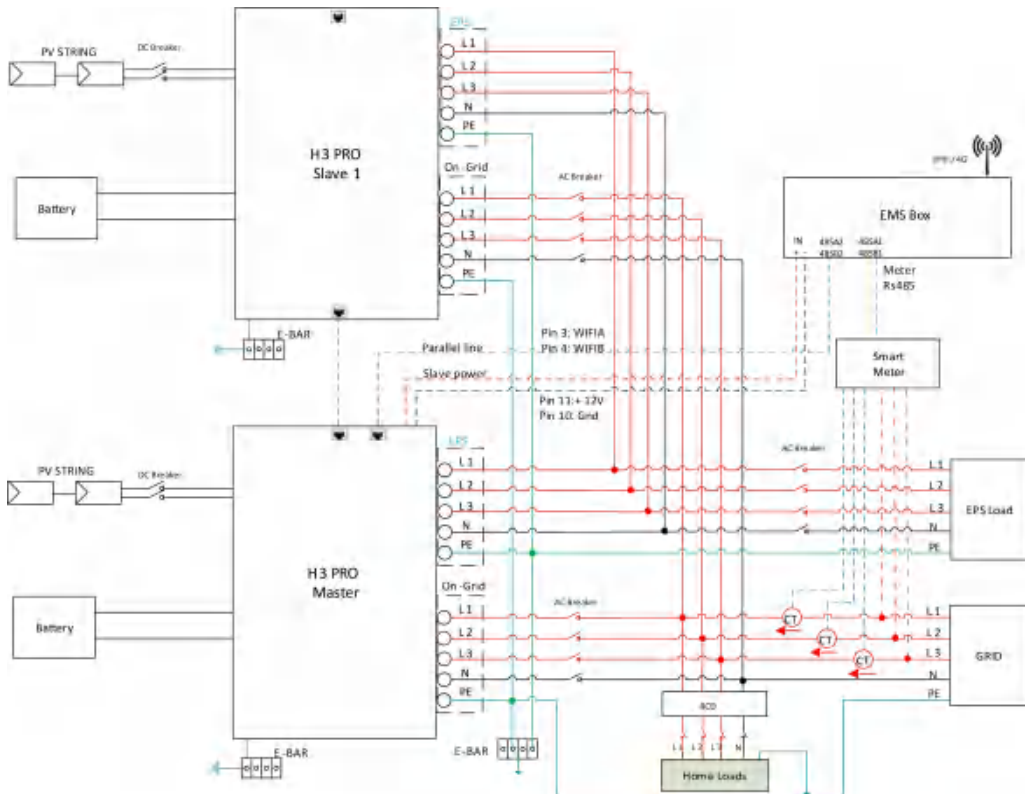 EPS
L1
PV STRING
DC Breaker
L2
L3
N
PE
H3 PRO
Slave 1
On-Grid
AC Breaker
L1
Battery
L2
L3
N
PE
EMS Box
IN
+ -
485A2
485B2
485A1
485B1
Meter
Rs485
E-BAR
Pin 3: WIFIA
Parallel line
Pin 4: WIFIB
Smart
Meter
Slave power
Pin 11:+ 12V
Pin 10: Gnd
EPS
AC Breaker
L1
L1
PV STRING
DC Breaker
L2
L2
L3
L3
EPS Load
N
N
PE
PE
H3 PRO
Master
On-Grid
AC Breaker
L1
CT
L1
Battery
L2
CT
L2
L3
CT
L3
GRID
N
N
PE
PE
E-BAR
E-BAR
L1
L2
L3
N
Home Loads